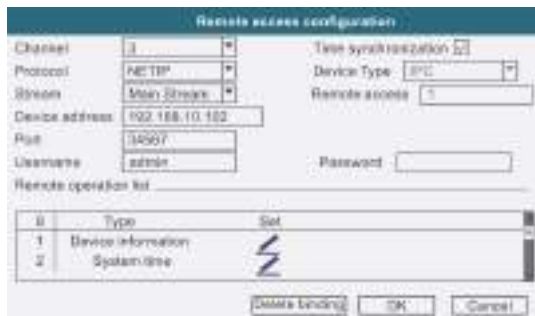 Remote access configuration
Channel 3 Time synchronization
Protocol NETIP Device Type IPC
Stream Main Stream Remote access 1
Device address 192.168.10.102
Port 34567
Username admin Password
Remote operation list
Type Set
1 Device information
2 System time
Delete binding OK Cancel